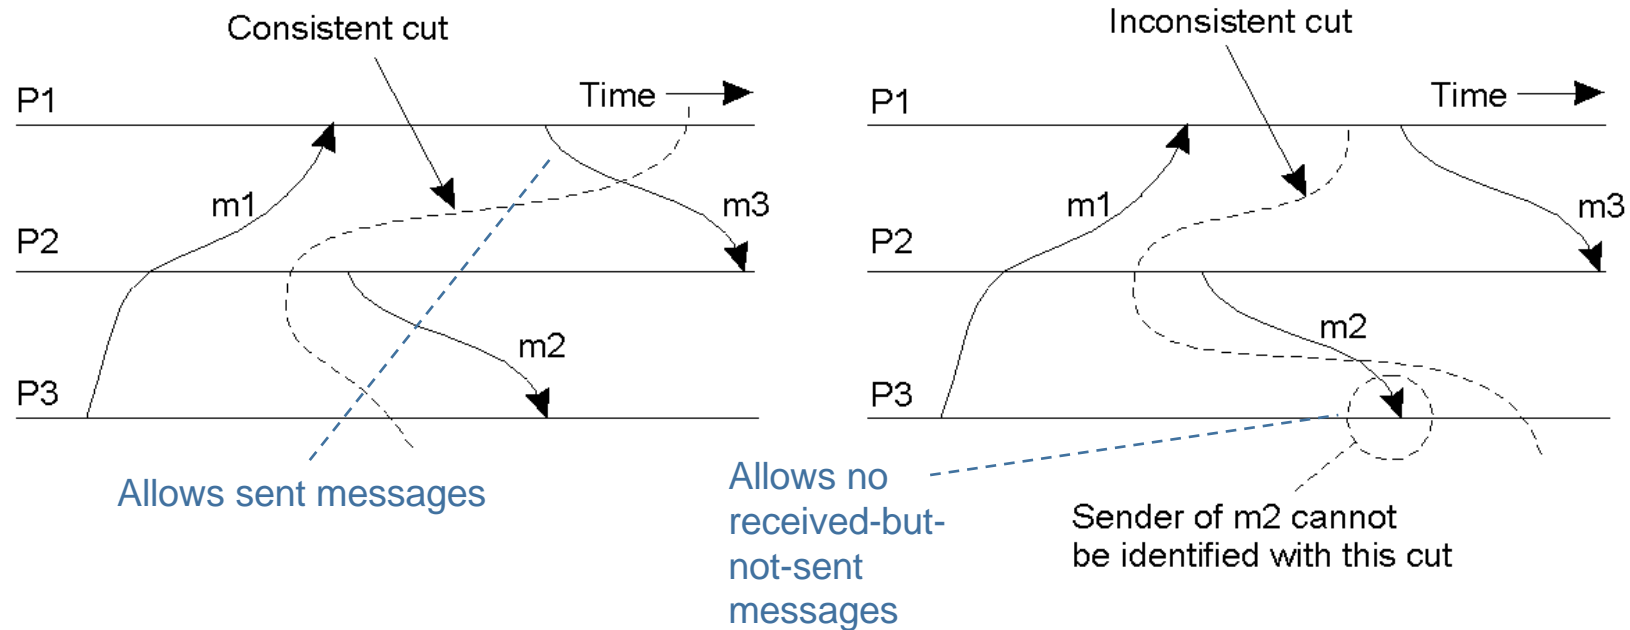 Consistent cut
P1
Time
m1
m3
P2
m2
P3
Allows sent messages
Inconsistent cut
P1
Time
m1
m3
P2
m2
P3
Allows no
received-but-
not-sent
messages
Sender of m2 cannot
be identified with this cut